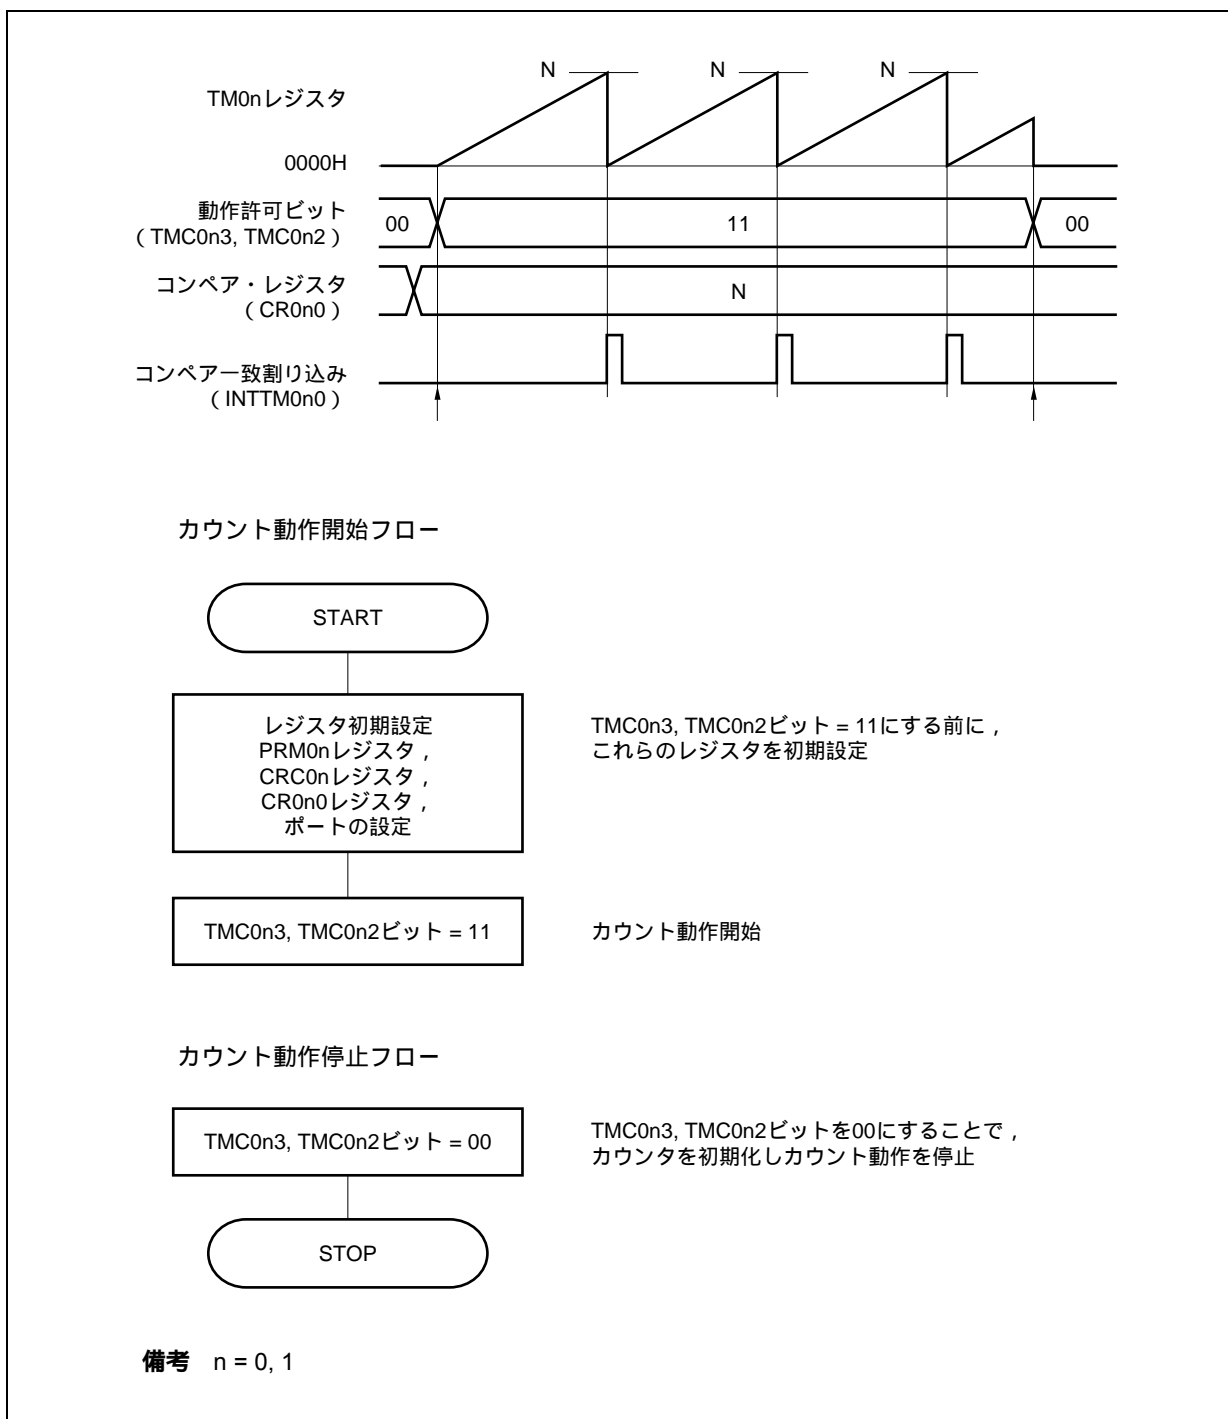 N N N
TM0nレジスタ
0000H
動作許可ビット
（TMC0n3, TMC0n2）
00 11 00
コンペア・レジスタ
（CR0n0）
N
コンペア一致割り込み
（INTTM0n0）
カウント動作開始フロー
START
レジスタ初期設定
PRM0nレジスタ，
CRC0nレジスタ，
CR0n0レジスタ，
ポートの設定
TMC0n3, TMC0n2ビット = 11にする前に，
これらのレジスタを初期設定
TMC0n3, TMC0n2ビット = 11
カウント動作開始
カウント動作停止フロー
TMC0n3, TMC0n2ビット = 00
TMC0n3, TMC0n2ビットを00にすることで，
カウンタを初期化しカウント動作を停止
STOP
備考 n = 0, 1